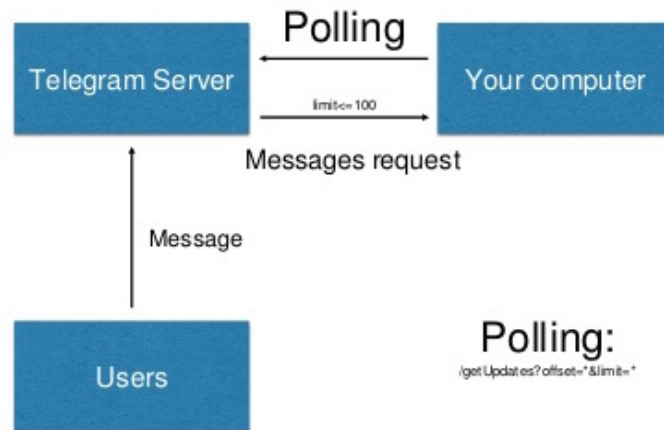 Polling
Telegram Server
Your computer
limit<=100
Messages request
Message
Users
Polling:
/getUpdates?offset=*&limit=*